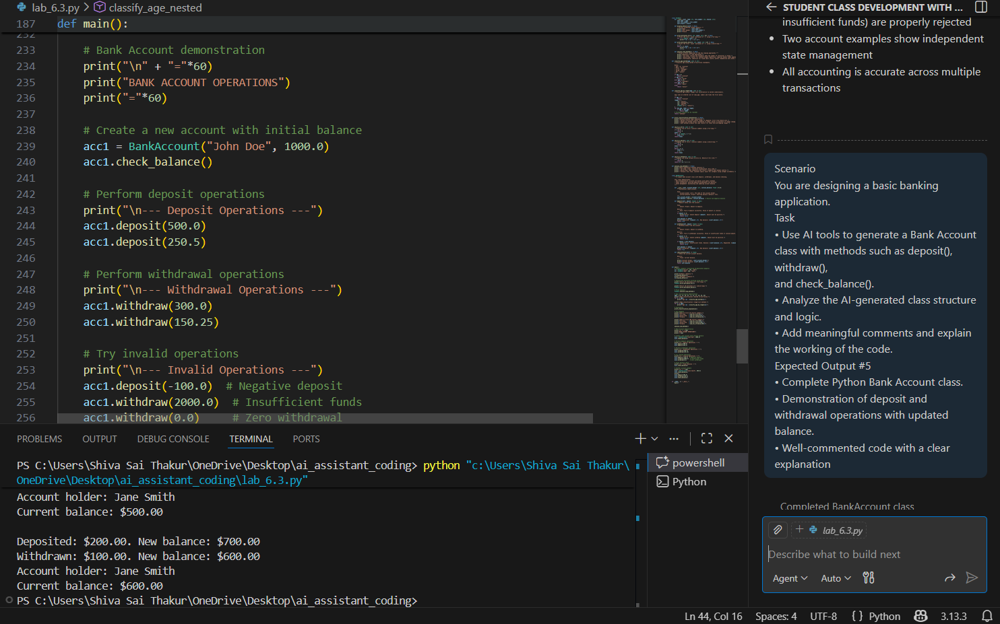 lab_6.3.py > classify_age_nested
187 def main():
232
233 # Bank Account demonstration
234 print("\n" + "="*60)
235 print("BANK ACCOUNT OPERATIONS")
236 print("="*60)
237
238 # Create a new account with initial balance
239 acc1 = BankAccount("John Doe", 1000.0)
240 acc1.check_balance()
241
242 # Perform deposit operations
243 print("\n--- Deposit Operations ---")
244 acc1.deposit(500.0)
245 acc1.deposit(250.5)
246
247 # Perform withdrawal operations
248 print("\n--- Withdrawal Operations ---")
249 acc1.withdraw(300.0)
250 acc1.withdraw(150.25)
251
252 # Try invalid operations
253 print("\n--- Invalid Operations ---")
254 acc1.deposit(-100.0) # Negative deposit
255 acc1.withdraw(2000.0) # Insufficient funds
256 acc1.withdraw(0.0) # Zero withdrawal
PROBLEMS OUTPUT DEBUG CONSOLE TERMINAL PORTS
PS C:\Users\Shiva Sai Thakur\OneDrive\Desktop\ai_assistant_coding> python "c:\Users\Shiva Sai Thakur\
OneDrive\Desktop\ai_assistant_coding\lab_6.3.py"
Account holder: Jane Smith
Current balance: $500.00
Deposited: $200.00. New balance: $700.00
Withdrawn: $100.00. New balance: $600.00
Account holder: Jane Smith
Current balance: $600.00
PS C:\Users\Shiva Sai Thakur\OneDrive\Desktop\ai_assistant_coding>
powershell
Python
STUDENT CLASS DEVELOPMENT WITH ...
insufficient funds) are properly rejected
• Two account examples show independent
state management
• All accounting is accurate across multiple
transactions
Scenario
You are designing a basic banking
application.
Task
• Use AI tools to generate a Bank Account
class with methods such as deposit(),
withdraw(),
and check_balance().
• Analyze the AI-generated class structure
and logic.
• Add meaningful comments and explain
the working of the code.
Expected Output #5
• Complete Python Bank Account class.
• Demonstration of deposit and
withdrawal operations with updated
balance.
• Well-commented code with a clear
explanation
Completed BankAccount class
+ lab_6.3.py
Describe what to build next
Agent Auto
Ln 44, Col 16 Spaces: 4 UTF-8 {} Python 3.13.3